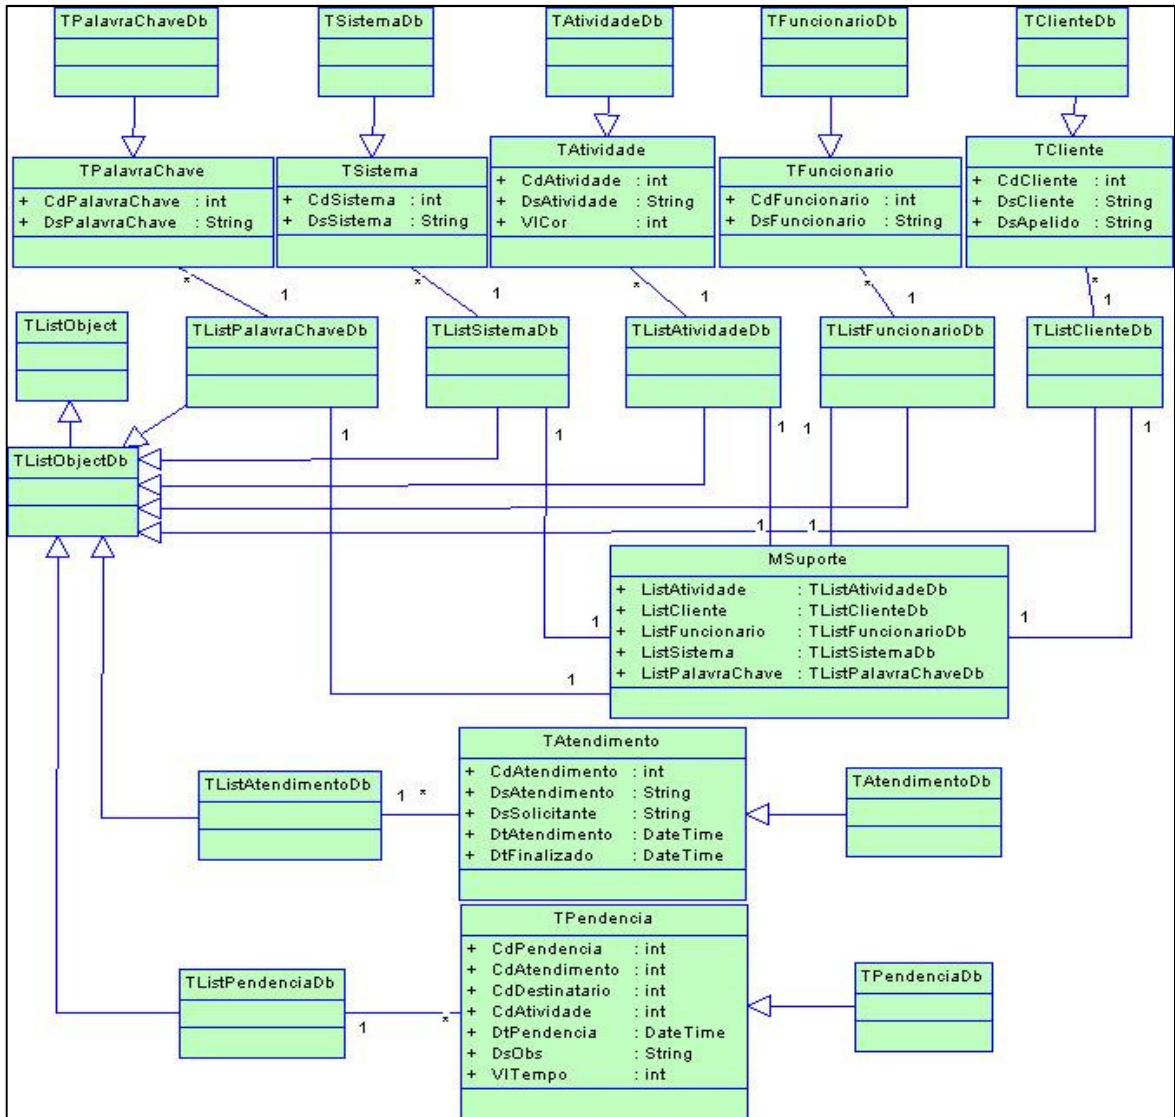 TPalavraChaveDb
TSistemaDb
TAtividadeDb
TFuncionarioDb
TClienteDb
TPalavraChave
+ CdPalavraChave : int
+ DsPalavraChave : String
TSistema
+ CdSistema : int
+ DsSistema : String
TAtividade
+ CdAtividade : int
+ DsAtividade : String
+ VlCor : int
TFuncionario
+ CdFuncionario : int
+ DsFuncionario : String
TCliente
+ CdCliente : int
+ DsCliente : String
+ DsApelido : String
* 1
* 1
* 1
* 1
* 1
TListObject
TListPalavraChaveDb
TListSistemaDb
TListAtividadeDb
TListFuncionarioDb
TListClienteDb
1 1 1 1 1
TListObjectDb
1 1
MSuporte
+ ListAtividade : TListAtividadeDb
+ ListCliente : TListClienteDb
+ ListFuncionario : TListFuncionarioDb
+ ListSistema : TListSistemaDb
+ ListPalavraChave : TListPalavraChaveDb
1 1
1
TAtendimento
+ CdAtendimento : int
+ DsAtendimento : String
+ DsSolicitante : String
+ DtAtendimento : DateTime
+ DtFinalizado : DateTime
TListAtendimentoDb
1 *
TAtendimentoDb
TPendencia
+ CdPendencia : int
+ CdAtendimento : int
+ CdDestinatario : int
+ CdAtividade : int
+ DtPendencia : DateTime
+ DsObs : String
+ VlTempo : int
TListPendenciaDb
1 *
TPendenciaDb